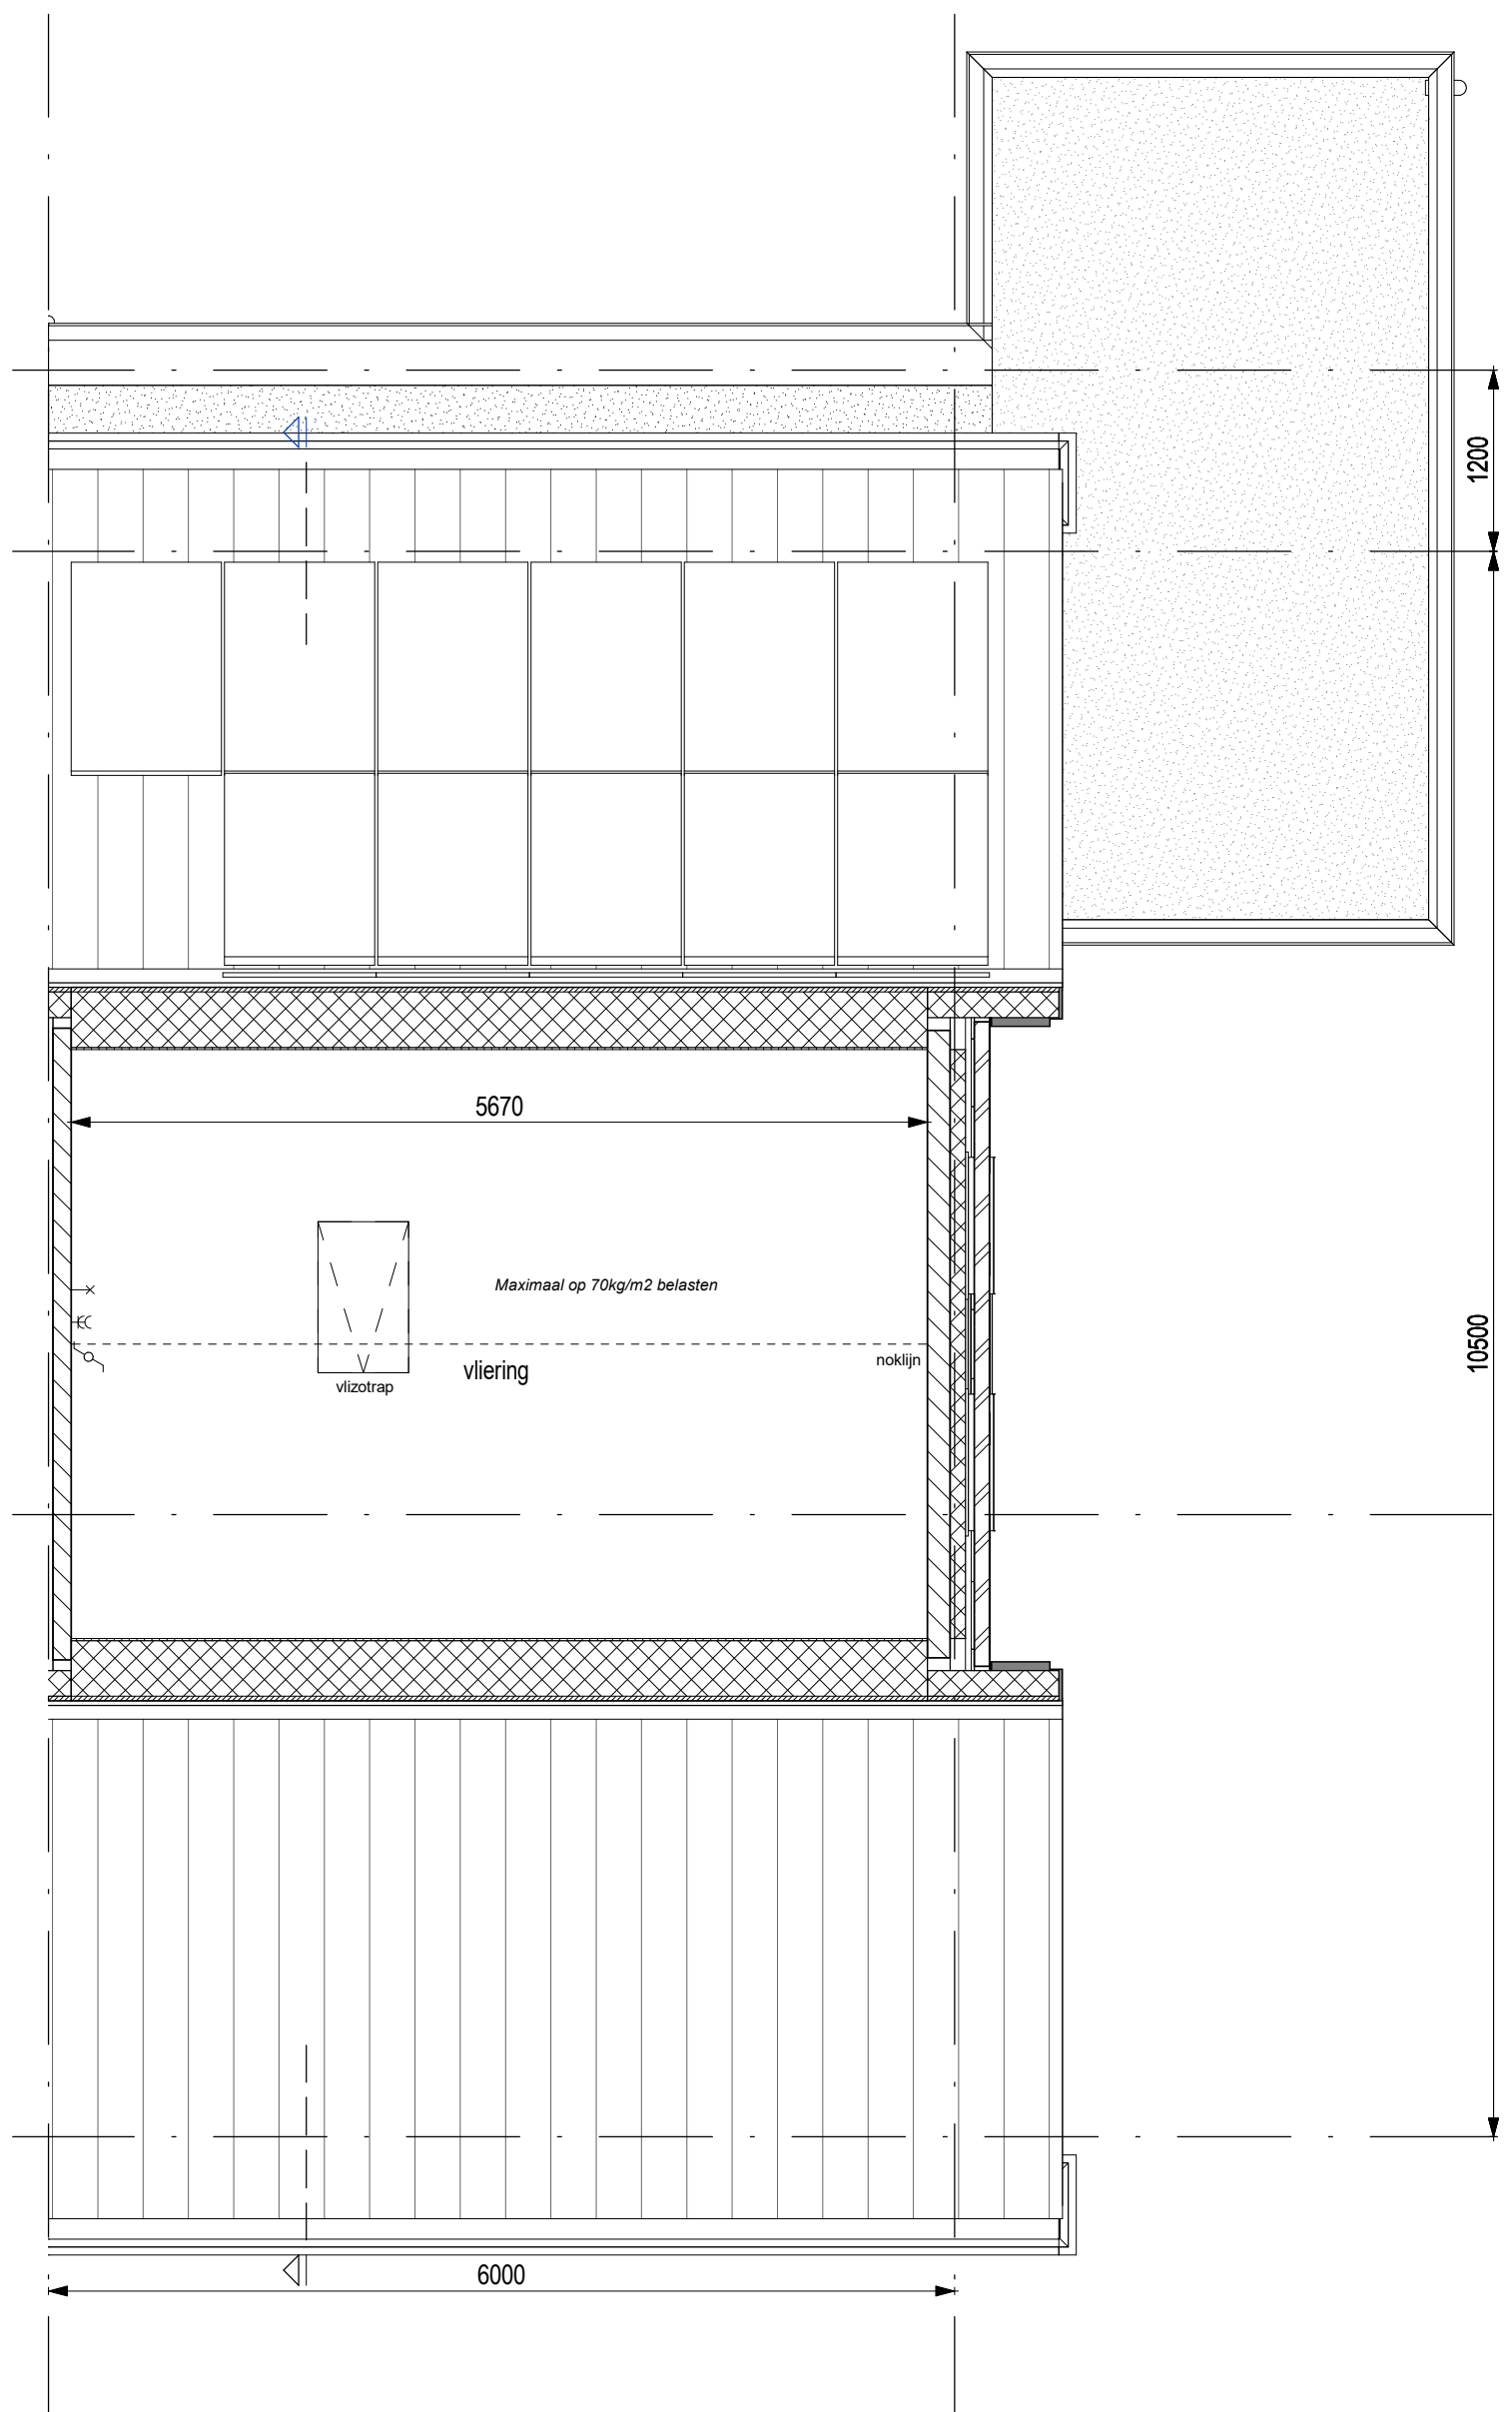 1200
5670
Maximaal op 70kg/m2 belasten
10500
noklijn
vliering
vlizotrap
6000